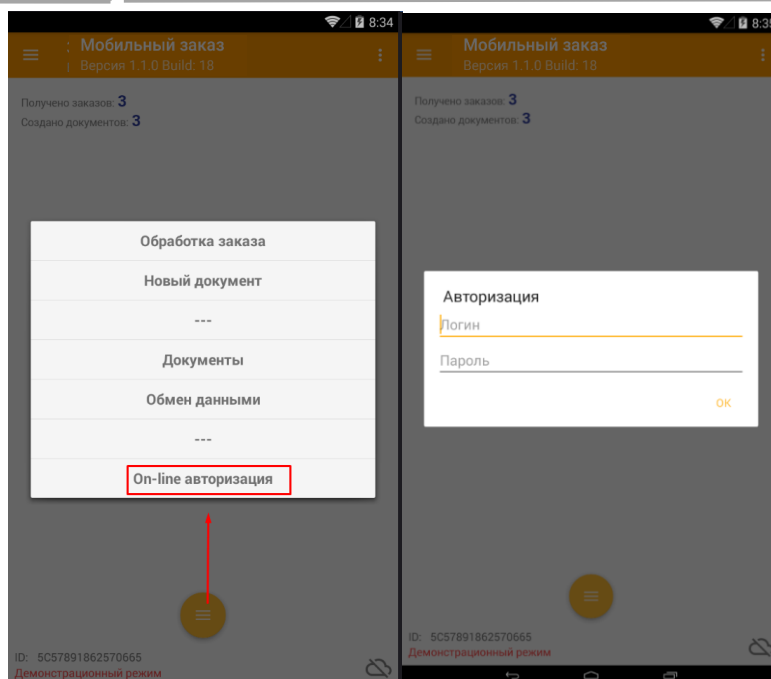 8:34
Мобильный заказ
Версия 1.1.0 Build: 18
Получено заказов: 3
Создано документов: 3
Обработка заказа
Новый документ
---
Документы
Обмен данными
---
On-line авторизация
ID: 5C57891862570665
Демонстрационный режим
8:35
Мобильный заказ
Версия 1.1.0 Build: 18
Получено заказов: 3
Создано документов: 3
Авторизация
Логин
Пароль
ОК
ID: 5C57891862570665
Демонстрационный режим